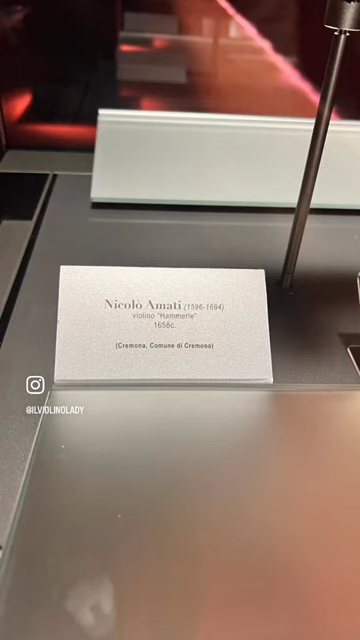 Nicolò Amati (1596-1684)
violino "Hammerle"
1658c.
(Cremona, Comune di Cremona)
@ILVIOLINOLADY